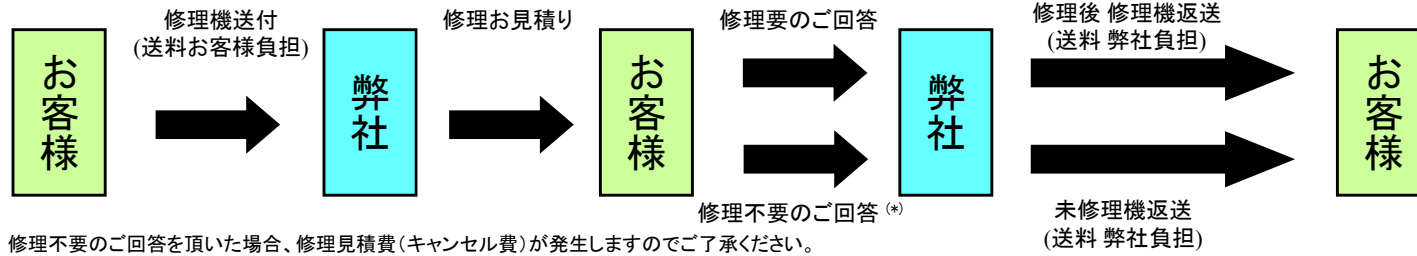 修理機送付
(送料お客様負担)
修理お見積り
修理要のご回答
修理後 修理機返送
(送料 弊社負担)
お客様
弊社
お客様
弊社
お客様
修理不要のご回答 (*)
未修理機返送
(送料 弊社負担)
修理不要のご回答を頂いた場合、修理見積費(キャンセル費)が発生しますのでご了承ください。